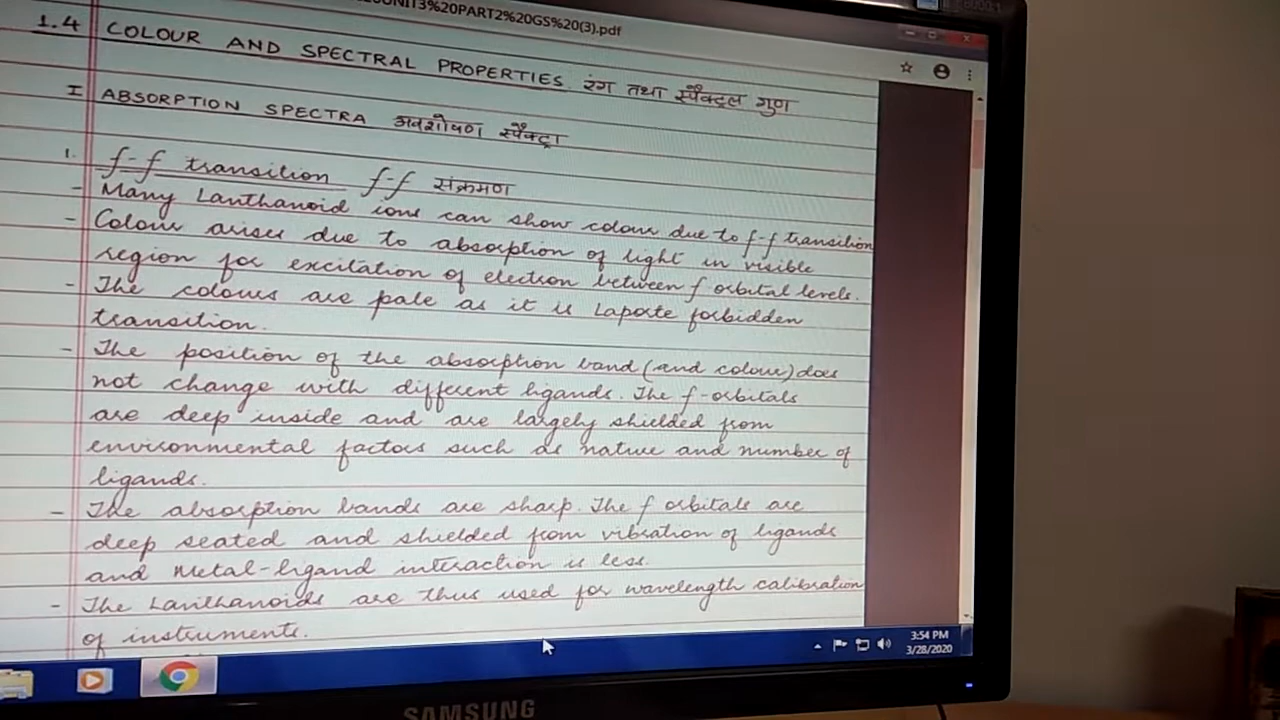 UNIT3%20PART2%20GS%20(3).pdf
1.4 COLOUR AND SPECTRAL PROPERTIES रंग तथा स्पैक्ट्रल गुण
I ABSORPTION SPECTRA अवशोषण स्पैक्ट्रा
1. f-f transition f-f संक्रमण
- Many Lanthanoid ions can show colour due to f-f transition
- Colour arises due to absorption of light in visible
region for excitation of electron between f orbital levels.
- The colours are pale as it is Laporte forbidden
transition.
- The position of the absorption band (and colour) does
not change with different ligands. The f-orbitals
are deep inside and are largely shielded from
environmental factors such as nature and number of
ligands.
- The absorption bands are sharp. The f orbitals are
deep seated and shielded from vibration of ligands
and Metal-ligand interaction is less.
- The Lanthanoids are thus used for wavelength calibration
of instruments.
3:54 PM
3/28/2020
SAMSUNG